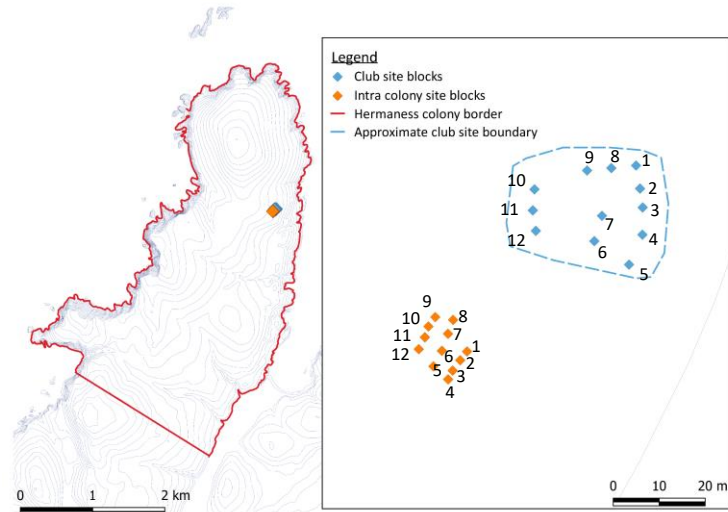 Legend
Club site blocks
Intra colony site blocks
Hermaness colony border
Approximate club site boundary
9 8 1
10 2
11 3
7
12 6 4
5
9
10 8
11 7
12 6 1
5 2
3
4
0 1 2 km
0 10 20 m